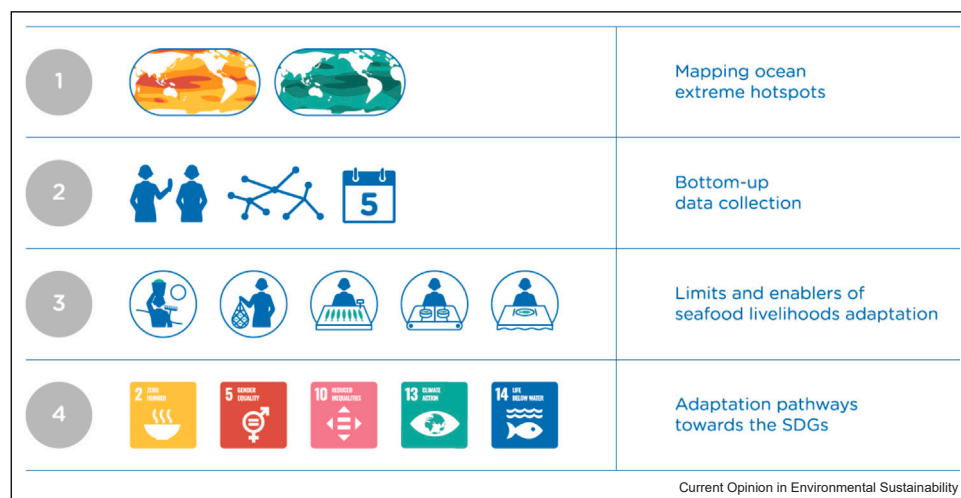 1
Mapping ocean
extreme hotspots
2
5
Bottom-up
data collection
3
Limits and enablers of
seafood livelihoods adaptation
4
2 ZERO
HUNGER
5 GENDER
EQUALITY
10 REDUCED
INEQUALITIES
13 CLIMATE
ACTION
14 LIFE
BELOW WATER
Adaptation pathways
towards the SDGs
Current Opinion in Environmental Sustainability